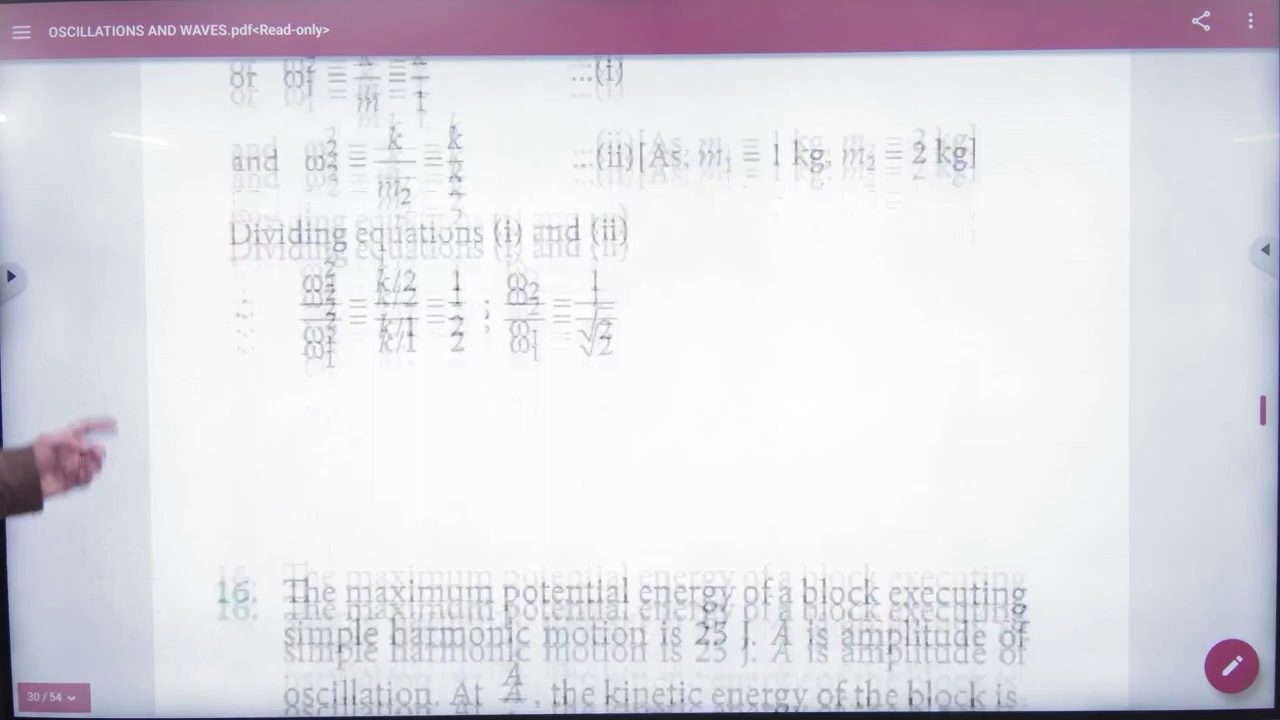 OSCILLATIONS AND WAVES.pdf<Read-only>
or ω₁² = k/m = k/1 ...(i)
and ω₂² = k/m₂ = k/2 ...(ii) [As, m₁ = 1 kg, m₂ = 2 kg]
Dividing equations (i) and (ii)
∴ ω₂²/ω₁² = (k/2)/(k/1) = 1/2 ; ω₂/ω₁ = 1/√2
16. The maximum potential energy of a block executing
simple harmonic motion is 25 J. A is amplitude of
oscillation. At A, the kinetic energy of the block is
30 / 54